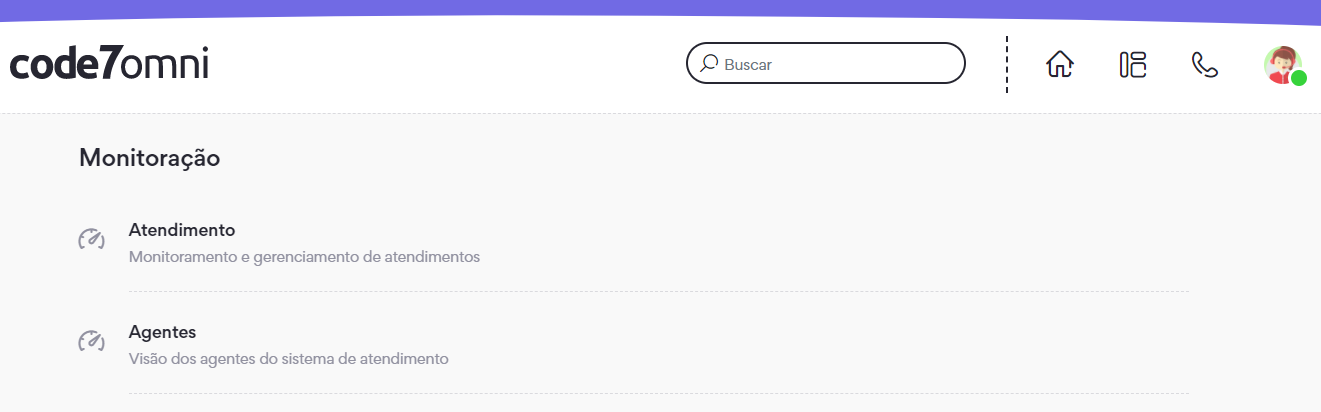 code7omni
Buscar
Monitoração
Atendimento
Monitoramento e gerenciamento de atendimentos
Agentes
Visão dos agentes do sistema de atendimento